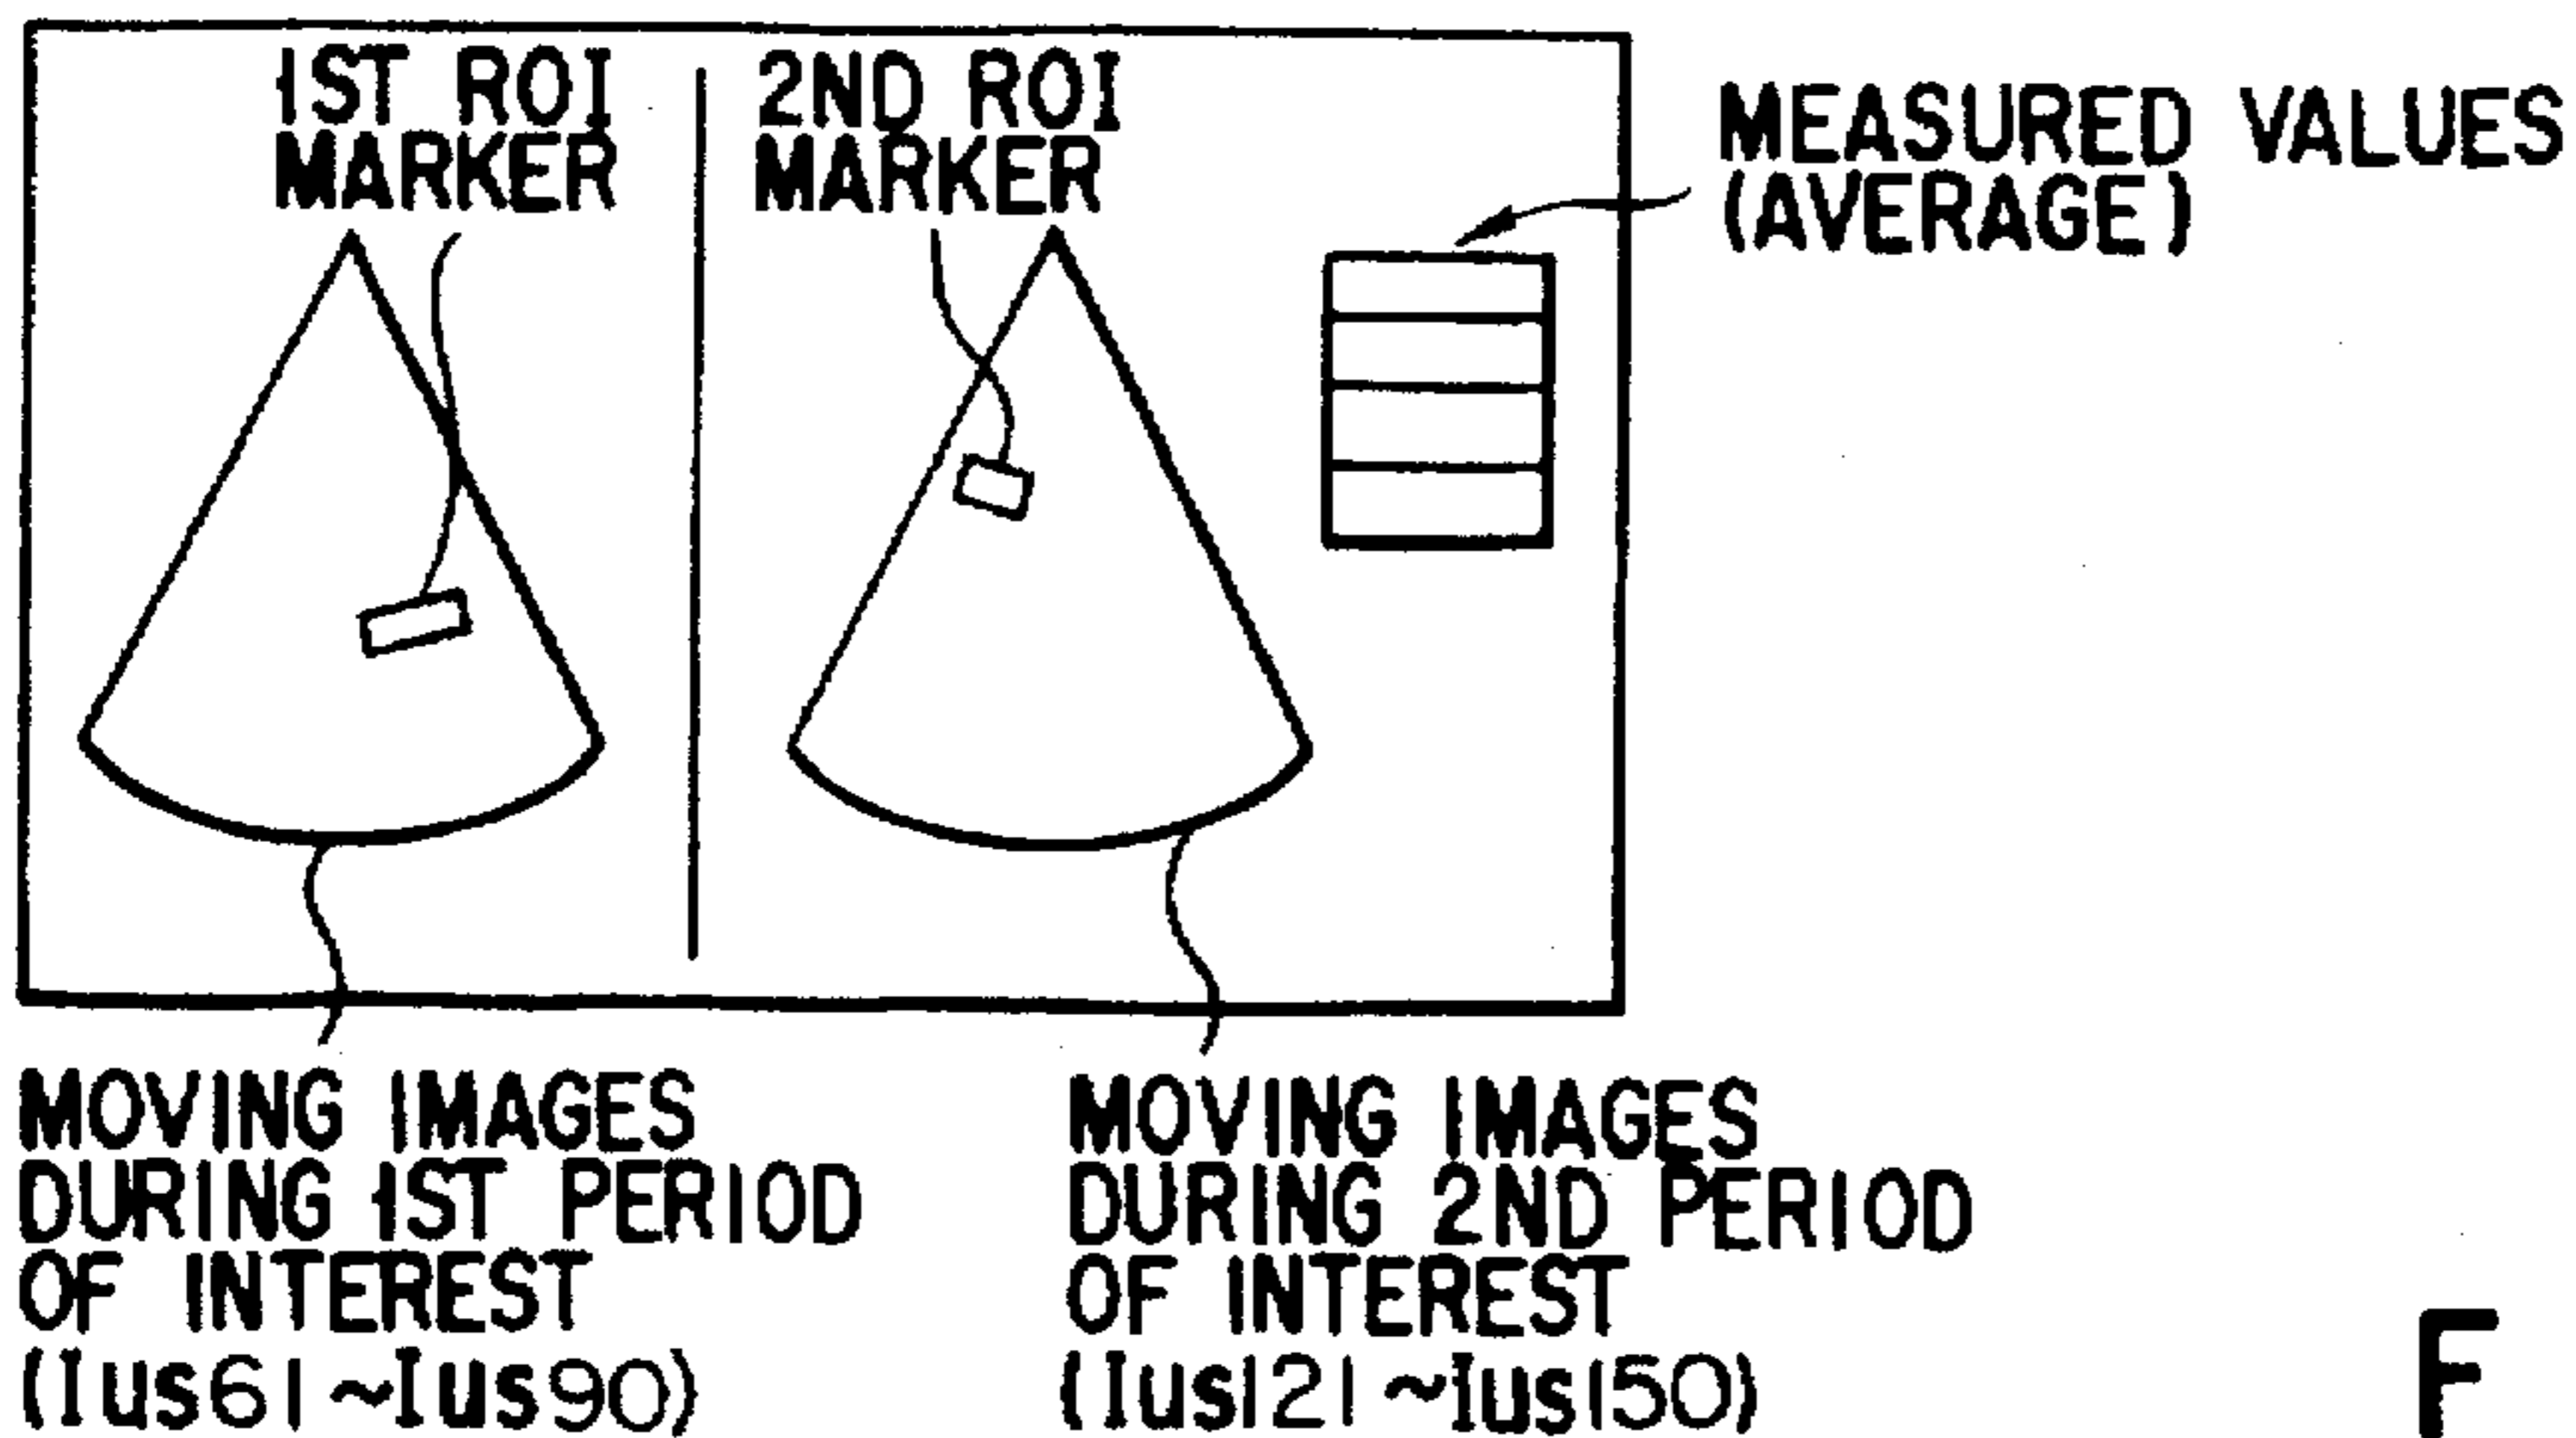 1ST ROI
MARKER
2ND ROI
MARKER
MEASURED VALUES
(AVERAGE)
MOVING IMAGES
DURING 1ST PERIOD
OF INTEREST
(Ius61~Ius90)
MOVING IMAGES
DURING 2ND PERIOD
OF INTEREST
(Ius121~Ius150)
F